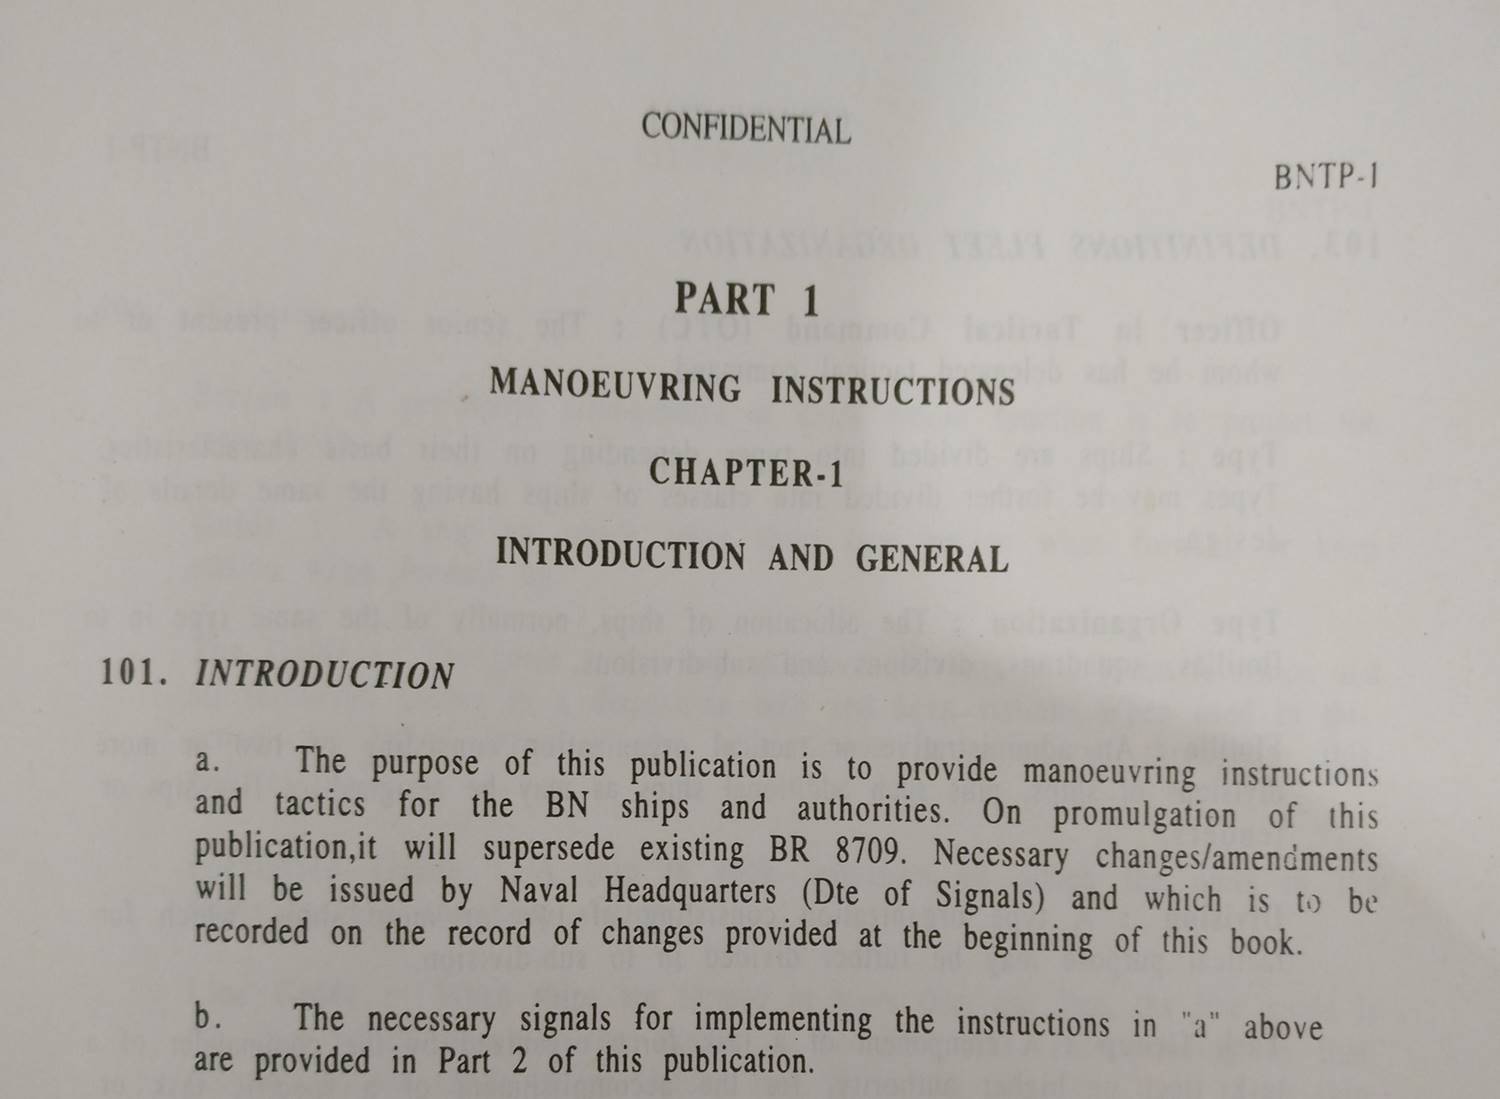 CONFIDENTIAL
BNTP-1
PART 1
MANOEUVRING INSTRUCTIONS
CHAPTER-1
INTRODUCTION AND GENERAL
101. INTRODUCTION
a. The purpose of this publication is to provide manoeuvring instructions
and tactics for the BN ships and authorities. On promulgation of this
publication,it will supersede existing BR 8709. Necessary changes/amendments
will be issued by Naval Headquarters (Dte of Signals) and which is to be
recorded on the record of changes provided at the beginning of this book.
b. The necessary signals for implementing the instructions in "a" above
are provided in Part 2 of this publication.